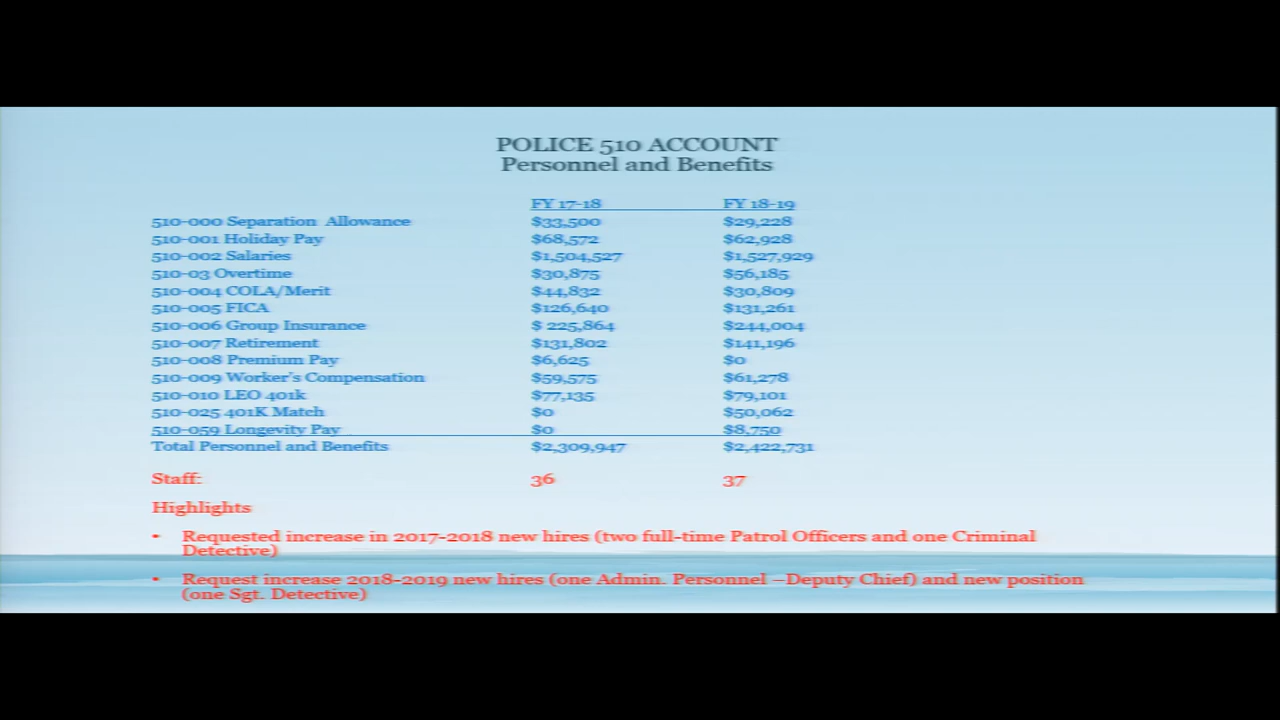 POLICE 510 ACCOUNT
Personnel and Benefits
FY 17-18 FY 18-19
510-000 Separation Allowance $33,500 $29,228
510-001 Holiday Pay $68,572 $62,928
510-002 Salaries $1,504,527 $1,527,929
510-03 Overtime $30,875 $56,185
510-004 COLA/Merit $44,832 $30,809
510-005 FICA $126,640 $131,261
510-006 Group Insurance $ 225,864 $244,004
510-007 Retirement $131,802 $141,196
510-008 Premium Pay $6,625 $0
510-009 Worker's Compensation $59,575 $61,278
510-010 LEO 401k $77,135 $79,101
510-025 401K Match $0 $50,062
510-059 Longevity Pay $0 $8,750
Total Personnel and Benefits $2,309,947 $2,422,731
Staff: 36 37
Highlights
• Requested increase in 2017-2018 new hires (two full-time Patrol Officers and one Criminal
Detective)
• Request increase 2018-2019 new hires (one Admin. Personnel –Deputy Chief) and new position
(one Sgt. Detective)